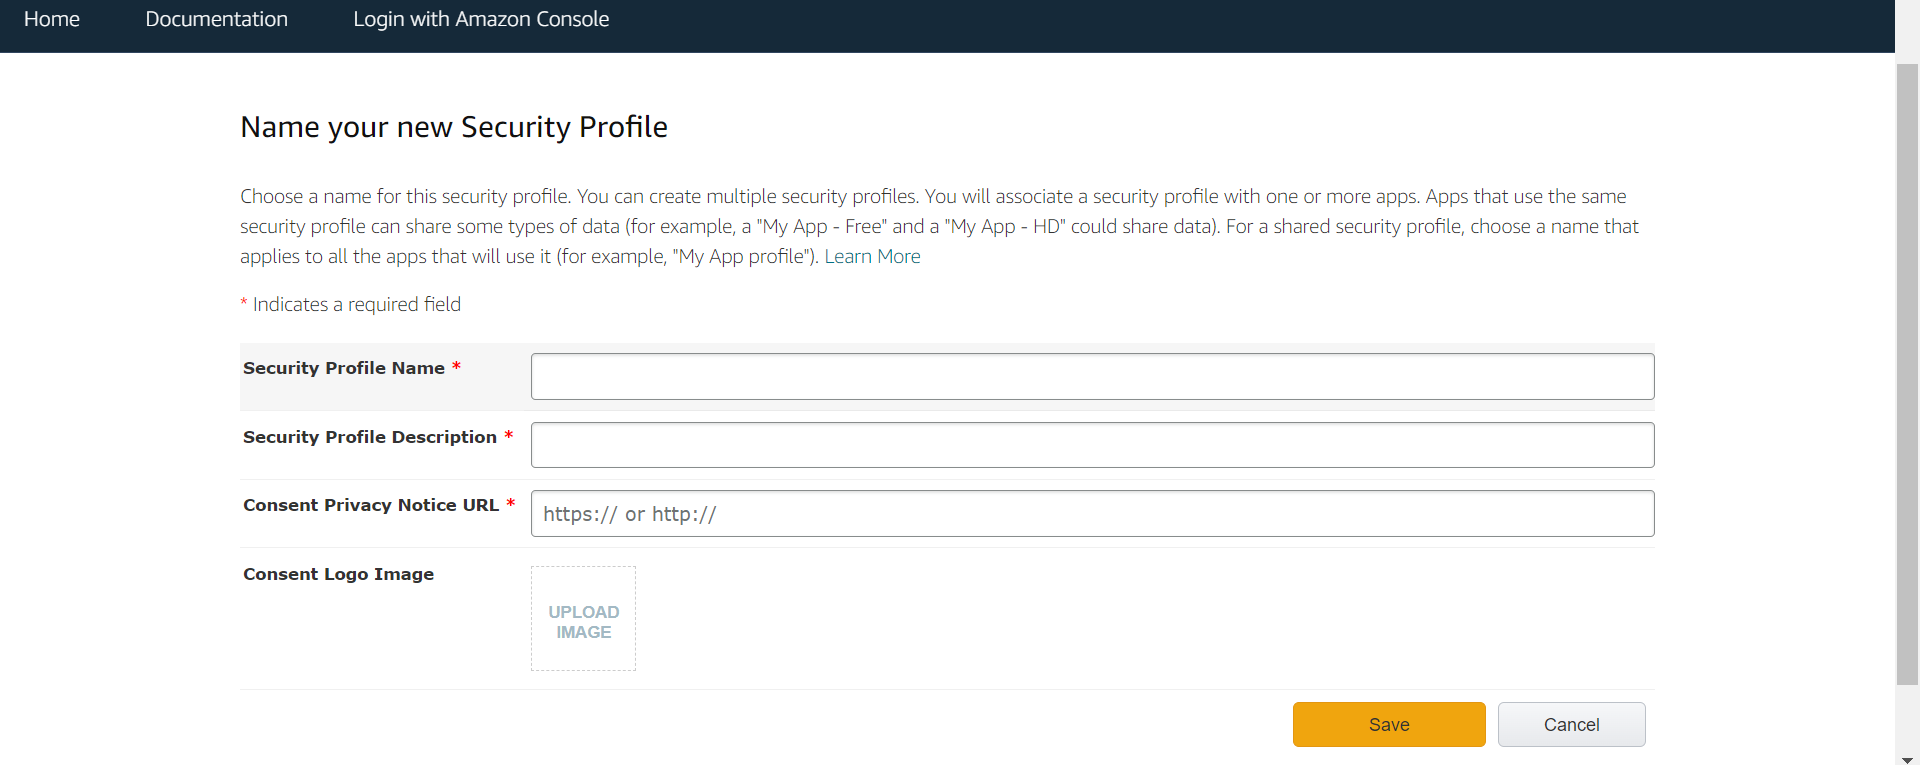 Home Documentation Login with Amazon Console
Name your new Security Profile
Choose a name for this security profile. You can create multiple security profiles. You will associate a security profile with one or more apps. Apps that use the same
security profile can share some types of data (for example, a "My App - Free" and a "My App - HD" could share data). For a shared security profile, choose a name that
applies to all the apps that will use it (for example, "My App profile"). Learn More
* Indicates a required field
Security Profile Name *
Security Profile Description *
Consent Privacy Notice URL * https:// or http://
Consent Logo Image
UPLOAD
IMAGE
Save Cancel